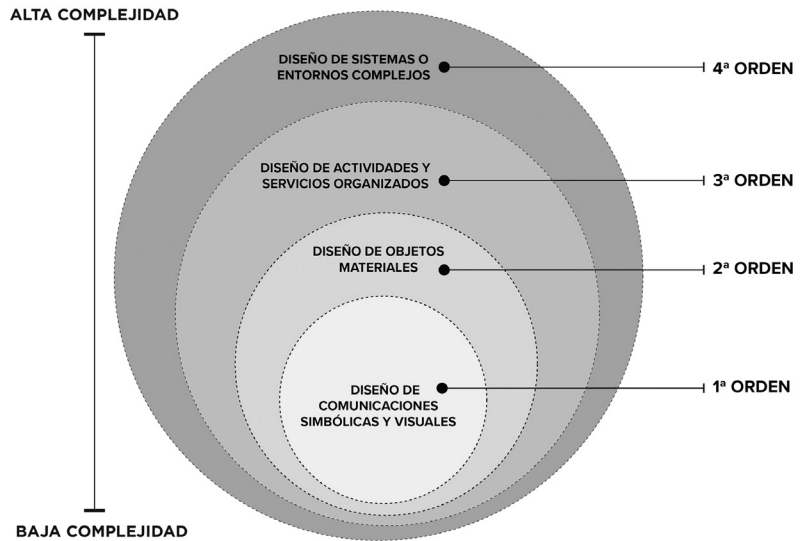 ALTA COMPLEJIDAD
DISEÑO DE SISTEMAS O
ENTORNOS COMPLEJOS
4ª ORDEN
DISEÑO DE ACTIVIDADES Y
SERVICIOS ORGANIZADOS
3ª ORDEN
DISEÑO DE OBJETOS
MATERIALES
2ª ORDEN
DISEÑO DE
COMUNICACIONES
SIMBÓLICAS Y VISUALES
1ª ORDEN
BAJA COMPLEJIDAD